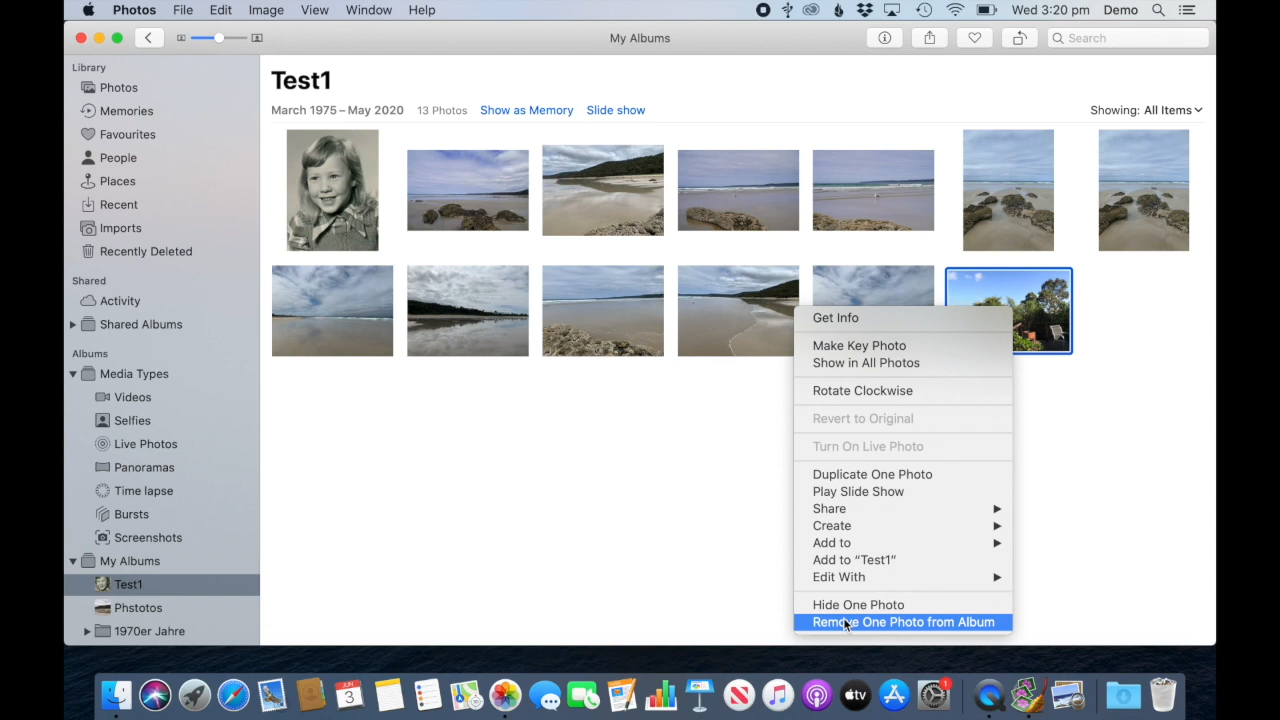 Photos File Edit Image View Window Help Wed 3:20 pm Demo
My Albums Search
Library
Photos
Memories
Favourites
People
Places
Recent
Imports
Recently Deleted
Shared
Activity
Shared Albums
Albums
Media Types
Videos
Selfies
Live Photos
Panoramas
Time lapse
Bursts
Screenshots
My Albums
Test1
Phstotos
1970er Jahre
Test1
March 1975 – May 2020 13 Photos Show as Memory Slide show Showing: All Items
Get Info
Make Key Photo
Show in All Photos
Rotate Clockwise
Revert to Original
Turn On Live Photo
Duplicate One Photo
Play Slide Show
Share
Create
Add to
Add to “Test1”
Edit With
Hide One Photo
Remove One Photo from Album
JUN
3
tv
1